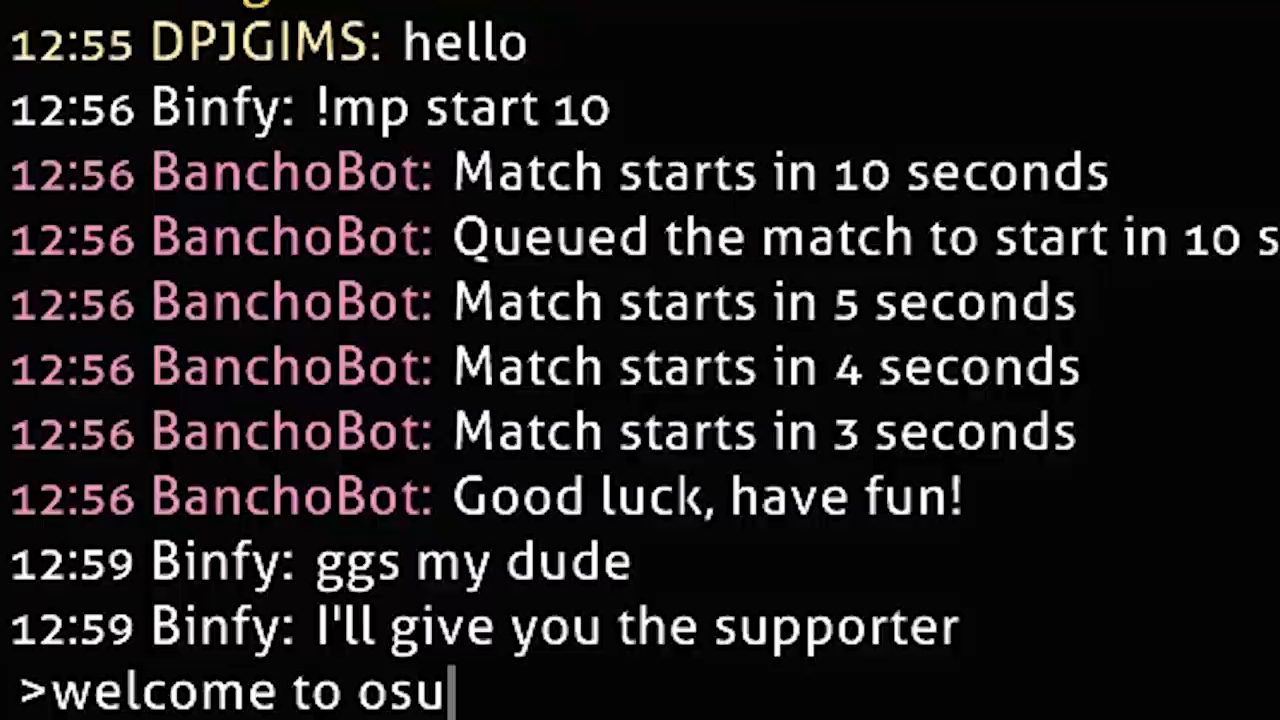 12:55 DPJGIMS: hello
12:56 Binfy: !mp start 10
12:56 BanchoBot: Match starts in 10 seconds
12:56 BanchoBot: Queued the match to start in 10 s
12:56 BanchoBot: Match starts in 5 seconds
12:56 BanchoBot: Match starts in 4 seconds
12:56 BanchoBot: Match starts in 3 seconds
12:56 BanchoBot: Good luck, have fun!
12:59 Binfy: ggs my dude
12:59 Binfy: I'll give you the supporter
>welcome to osu